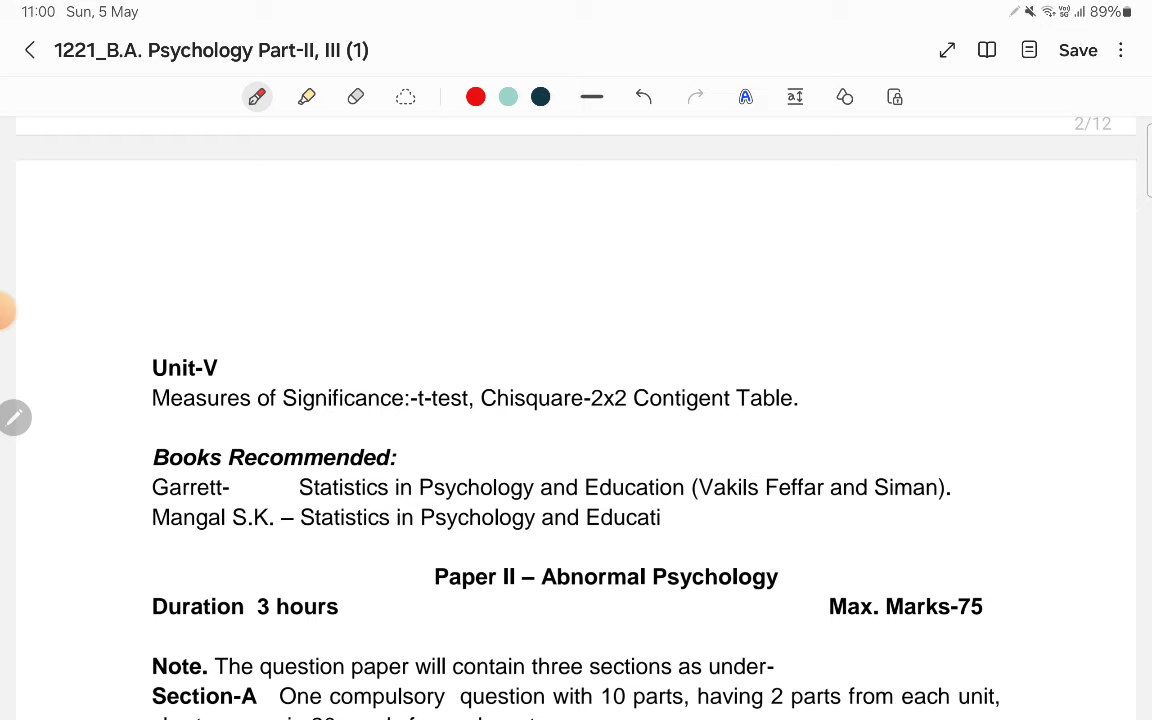 11:00 Sun, 5 May 89%
1221_B.A. Psychology Part-II, III (1) Save
2/12
Unit-V
Measures of Significance:-t-test, Chisquare-2x2 Contigent Table.
Books Recommended:
Garrett- Statistics in Psychology and Education (Vakils Feffar and Siman).
Mangal S.K. – Statistics in Psychology and Educati
Paper II – Abnormal Psychology
Duration 3 hours Max. Marks-75
Note. The question paper will contain three sections as under-
Section-A One compulsory question with 10 parts, having 2 parts from each unit,